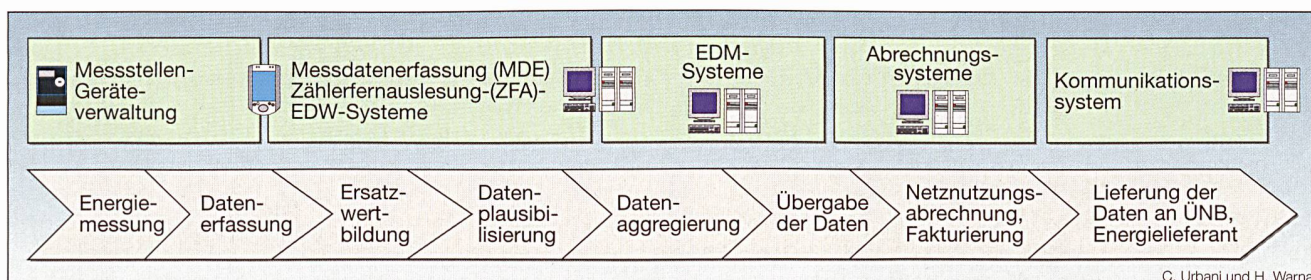 Messstellen-
Geräte-
verwaltung
Messdatenerfassung (MDE)
Zählerfernauslesung-(ZFA)-
EDW-Systeme
EDM-
Systeme
Abrechnungs-
systeme
Kommunikations-
system
Energie-
messung
Daten-
erfassung
Ersatz-
wert-
bildung
Daten-
plausibi-
lisierung
Daten-
aggregierung
Übergabe
der Daten
Netznutzungs-
abrechnung,
Fakturierung
Lieferung der
Daten an ÜNB,
Energielieferant
C. Urbani und H. Warna